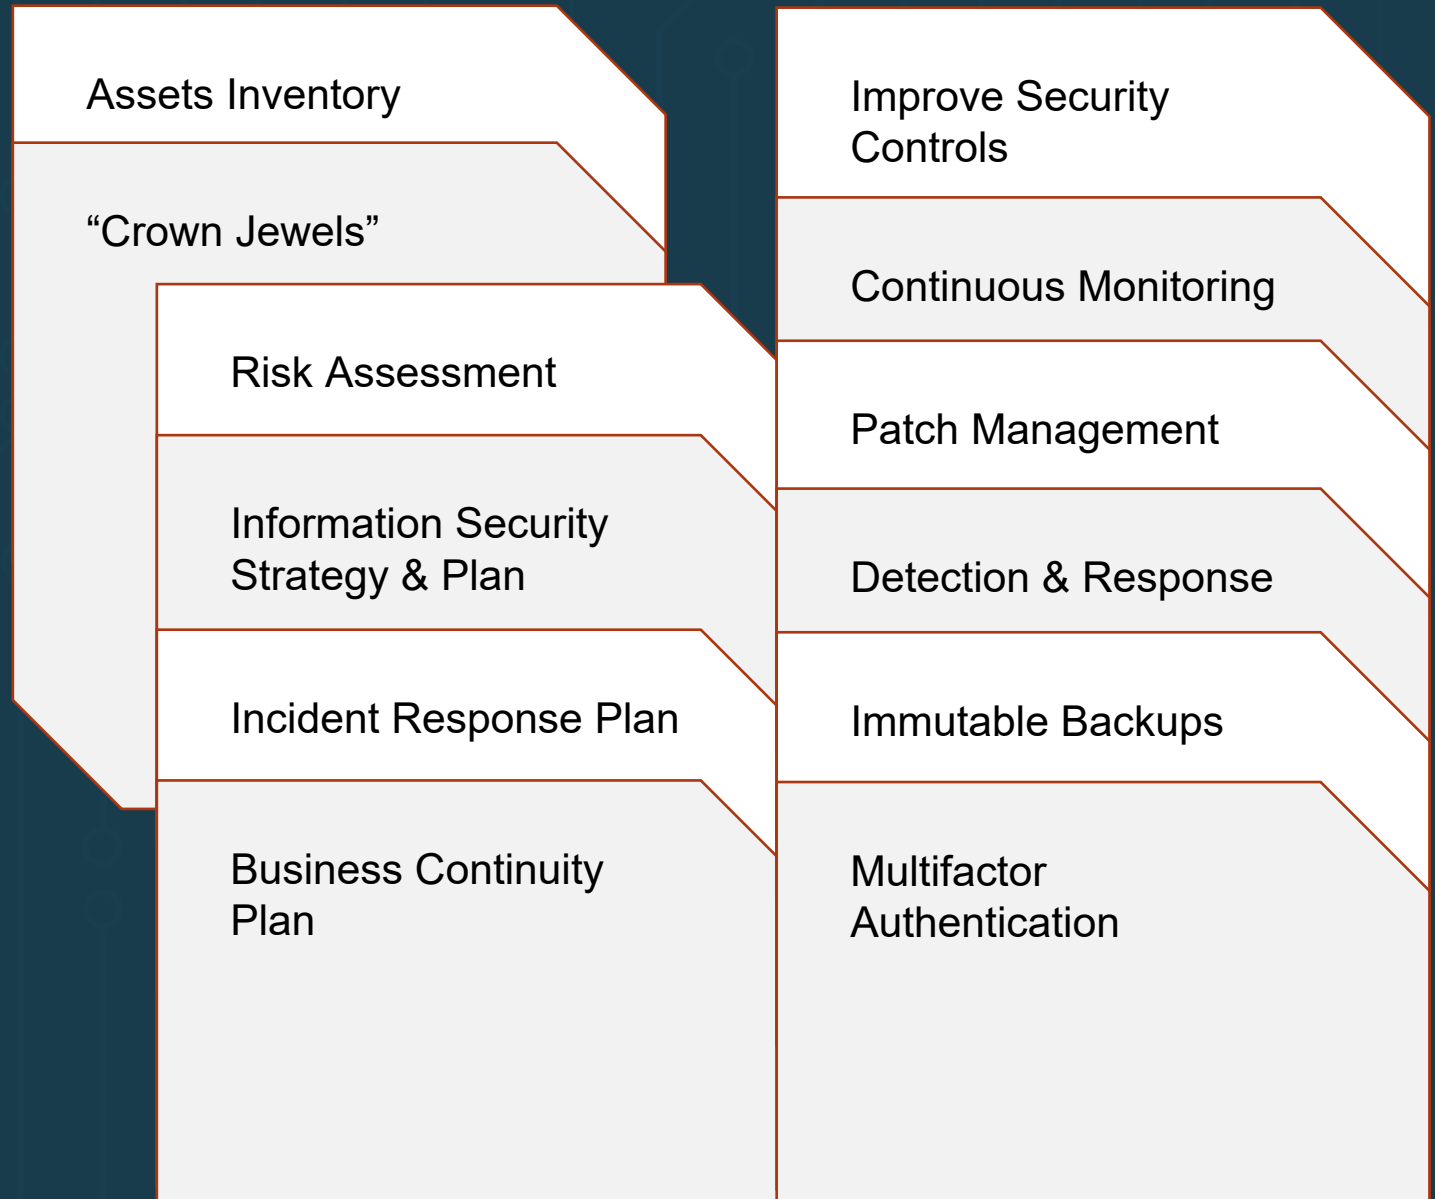 Assets Inventory
“Crown Jewels”
Risk Assessment
Information Security
Strategy & Plan
Incident Response Plan
Business Continuity
Plan
Improve Security
Controls
Continuous Monitoring
Patch Management
Detection & Response
Immutable Backups
Multifactor
Authentication